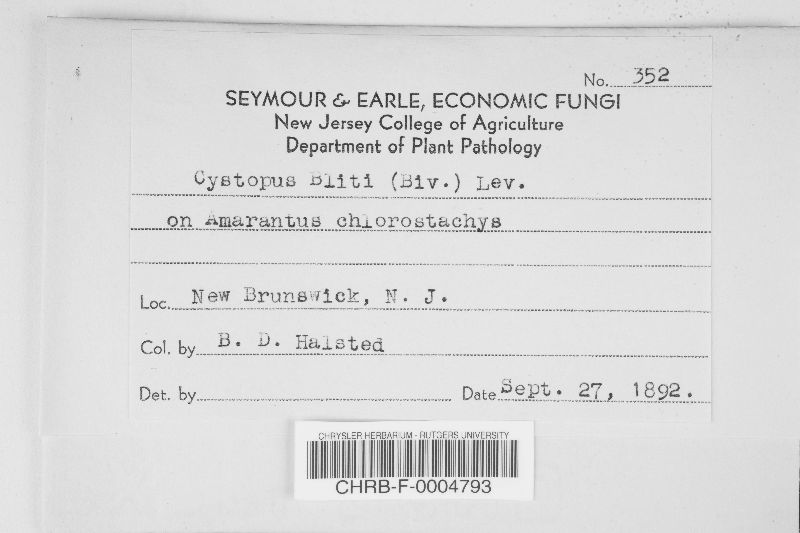 No. 352
SEYMOUR & EARLE, ECONOMIC FUNGI
New Jersey College of Agriculture
Department of Plant Pathology
Cystopus Bliti (Biv.) Lev.
on Amarantus chlorostachys
Loc. New Brunswick, N. J.
Col. by B. D. Halsted
Det. by
Date Sept. 27, 1892.
CHRYSLER HERBARIUM - RUTGERS UNIVERSITY
CHRB-F-0004793